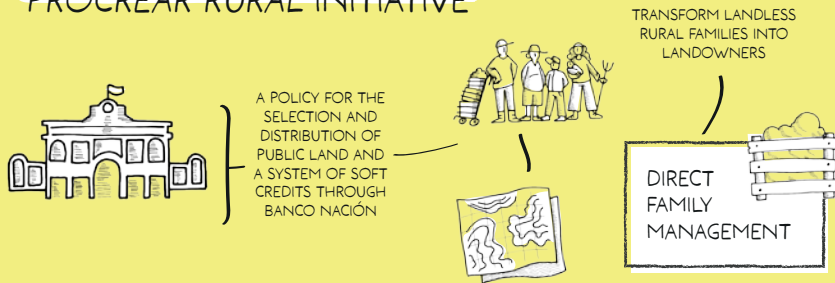 PROCREAR RURAL INITIATIVE
A POLICY FOR THE
SELECTION AND
DISTRIBUTION OF
PUBLIC LAND AND
A SYSTEM OF SOFT
CREDITS THROUGH
BANCO NACIÓN
TRANSFORM LANDLESS
RURAL FAMILIES INTO
LANDOWNERS
DIRECT
FAMILY
MANAGEMENT